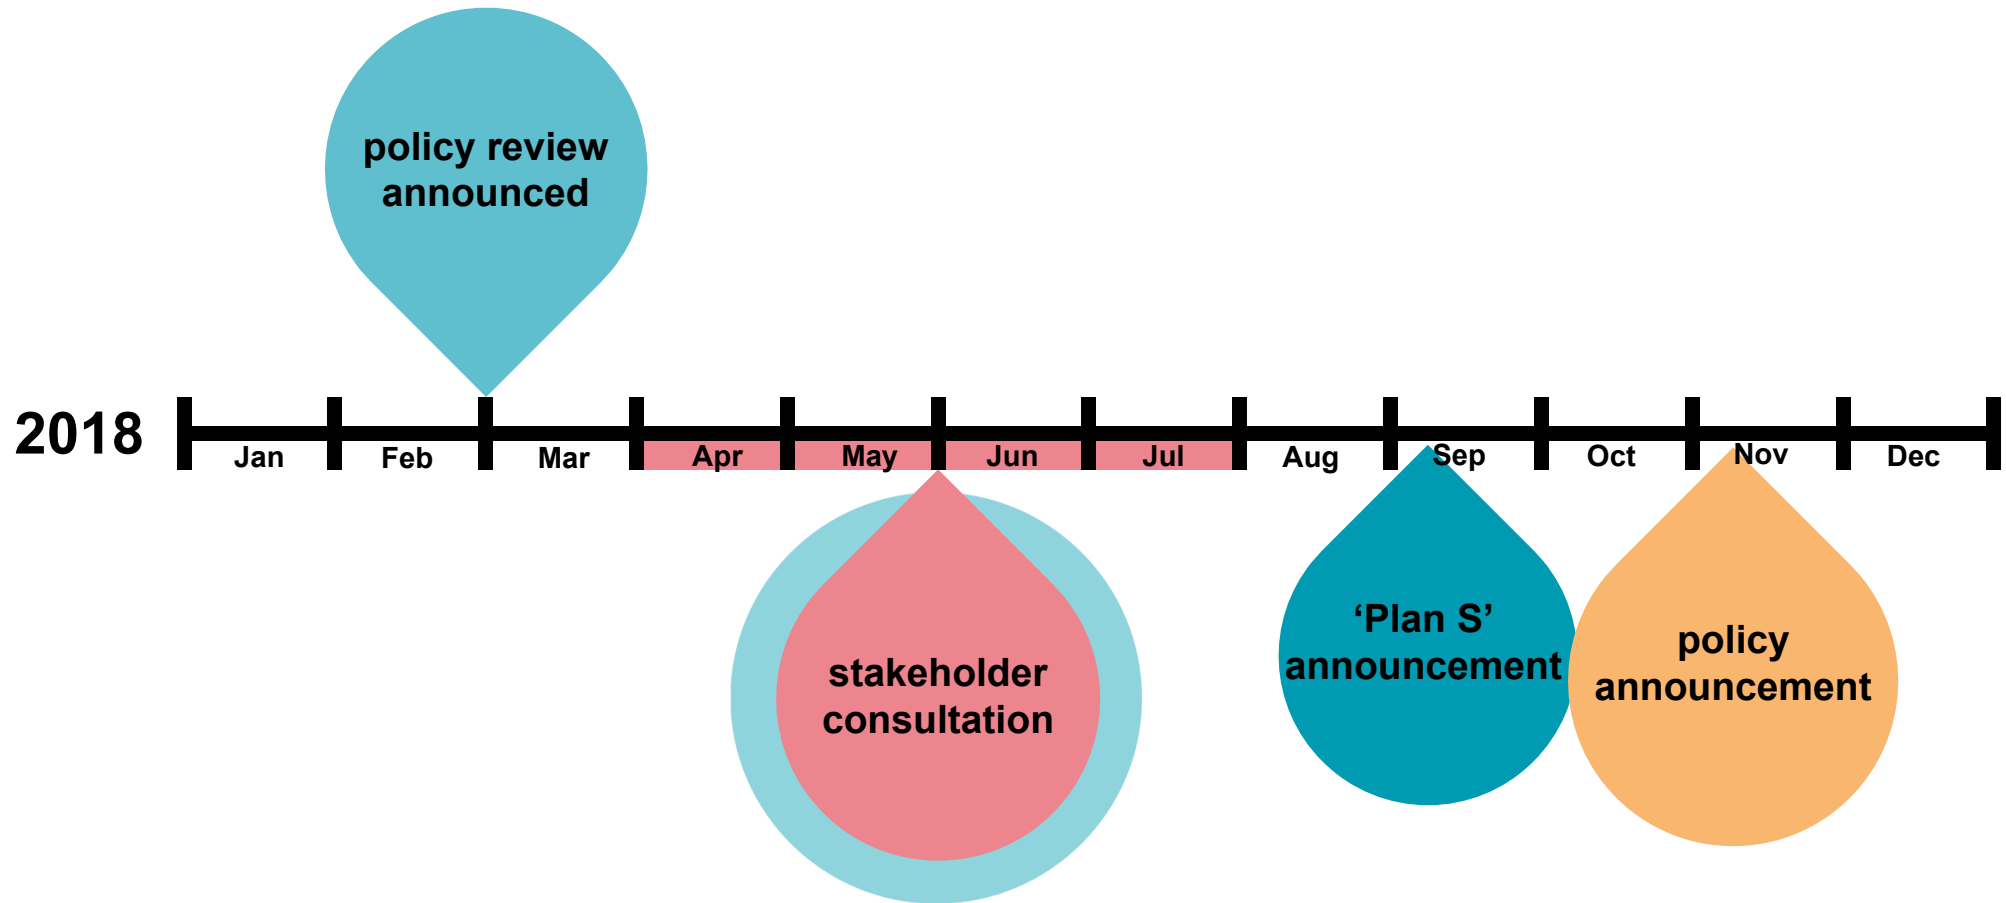 policy review
announced
2018
Jan Feb Mar Apr May Jun Jul Aug Sep Oct Nov Dec
stakeholder
consultation
‘Plan S’
announcement
policy
announcement